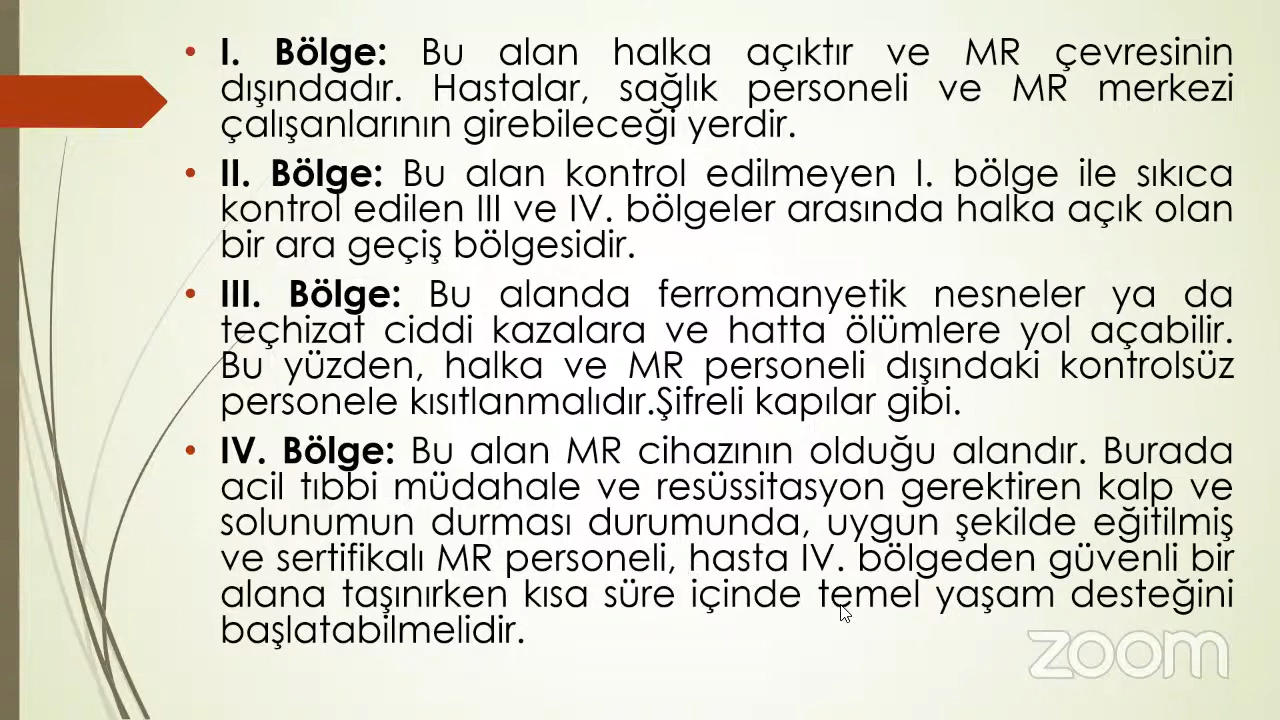 • I. Bölge: Bu alan halka açıktır ve MR çevresinin
dışındadır. Hastalar, sağlık personeli ve MR merkezi
çalışanlarının girebileceği yerdir.
• II. Bölge: Bu alan kontrol edilmeyen I. bölge ile sıkıca
kontrol edilen III ve IV. bölgeler arasında halka açık olan
bir ara geçiş bölgesidir.
• III. Bölge: Bu alanda ferromanyetik nesneler ya da
teçhizat ciddi kazalara ve hatta ölümlere yol açabilir.
Bu yüzden, halka ve MR personeli dışındaki kontrolsüz
personele kısıtlanmalıdır.Şifreli kapılar gibi.
• IV. Bölge: Bu alan MR cihazının olduğu alandır. Burada
acil tıbbi müdahale ve resüssitasyon gerektiren kalp ve
solunumun durması durumunda, uygun şekilde eğitilmiş
ve sertifikalı MR personeli, hasta IV. bölgeden güvenli bir
alana taşınırken kısa süre içinde temel yaşam desteğini
başlatabilmelidir.
zoom